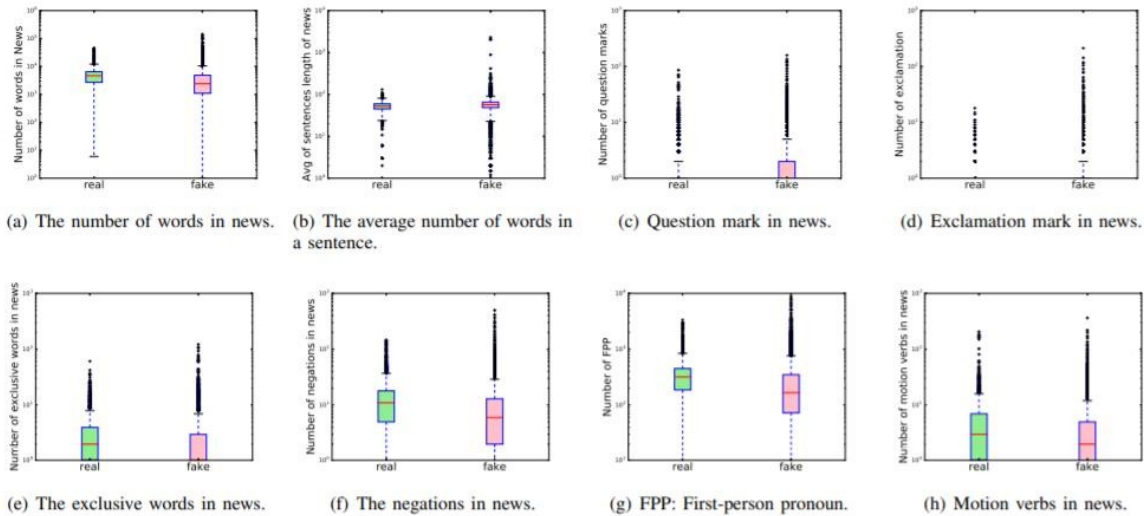 Number of words in News
real
fake
(a) The number of words in news.
Avg of sentences length of news
real
fake
(b) The average number of words in
a sentence.
Number of question marks
real
fake
(c) Question mark in news.
Number of exclamation
real
fake
(d) Exclamation mark in news.
Number of exclusive words in news
real
fake
(e) The exclusive words in news.
Number of negations in news
real
fake
(f) The negations in news.
Number of FPP
real
fake
(g) FPP: First-person pronoun.
Number of motion verbs in news
real
fake
(h) Motion verbs in news.